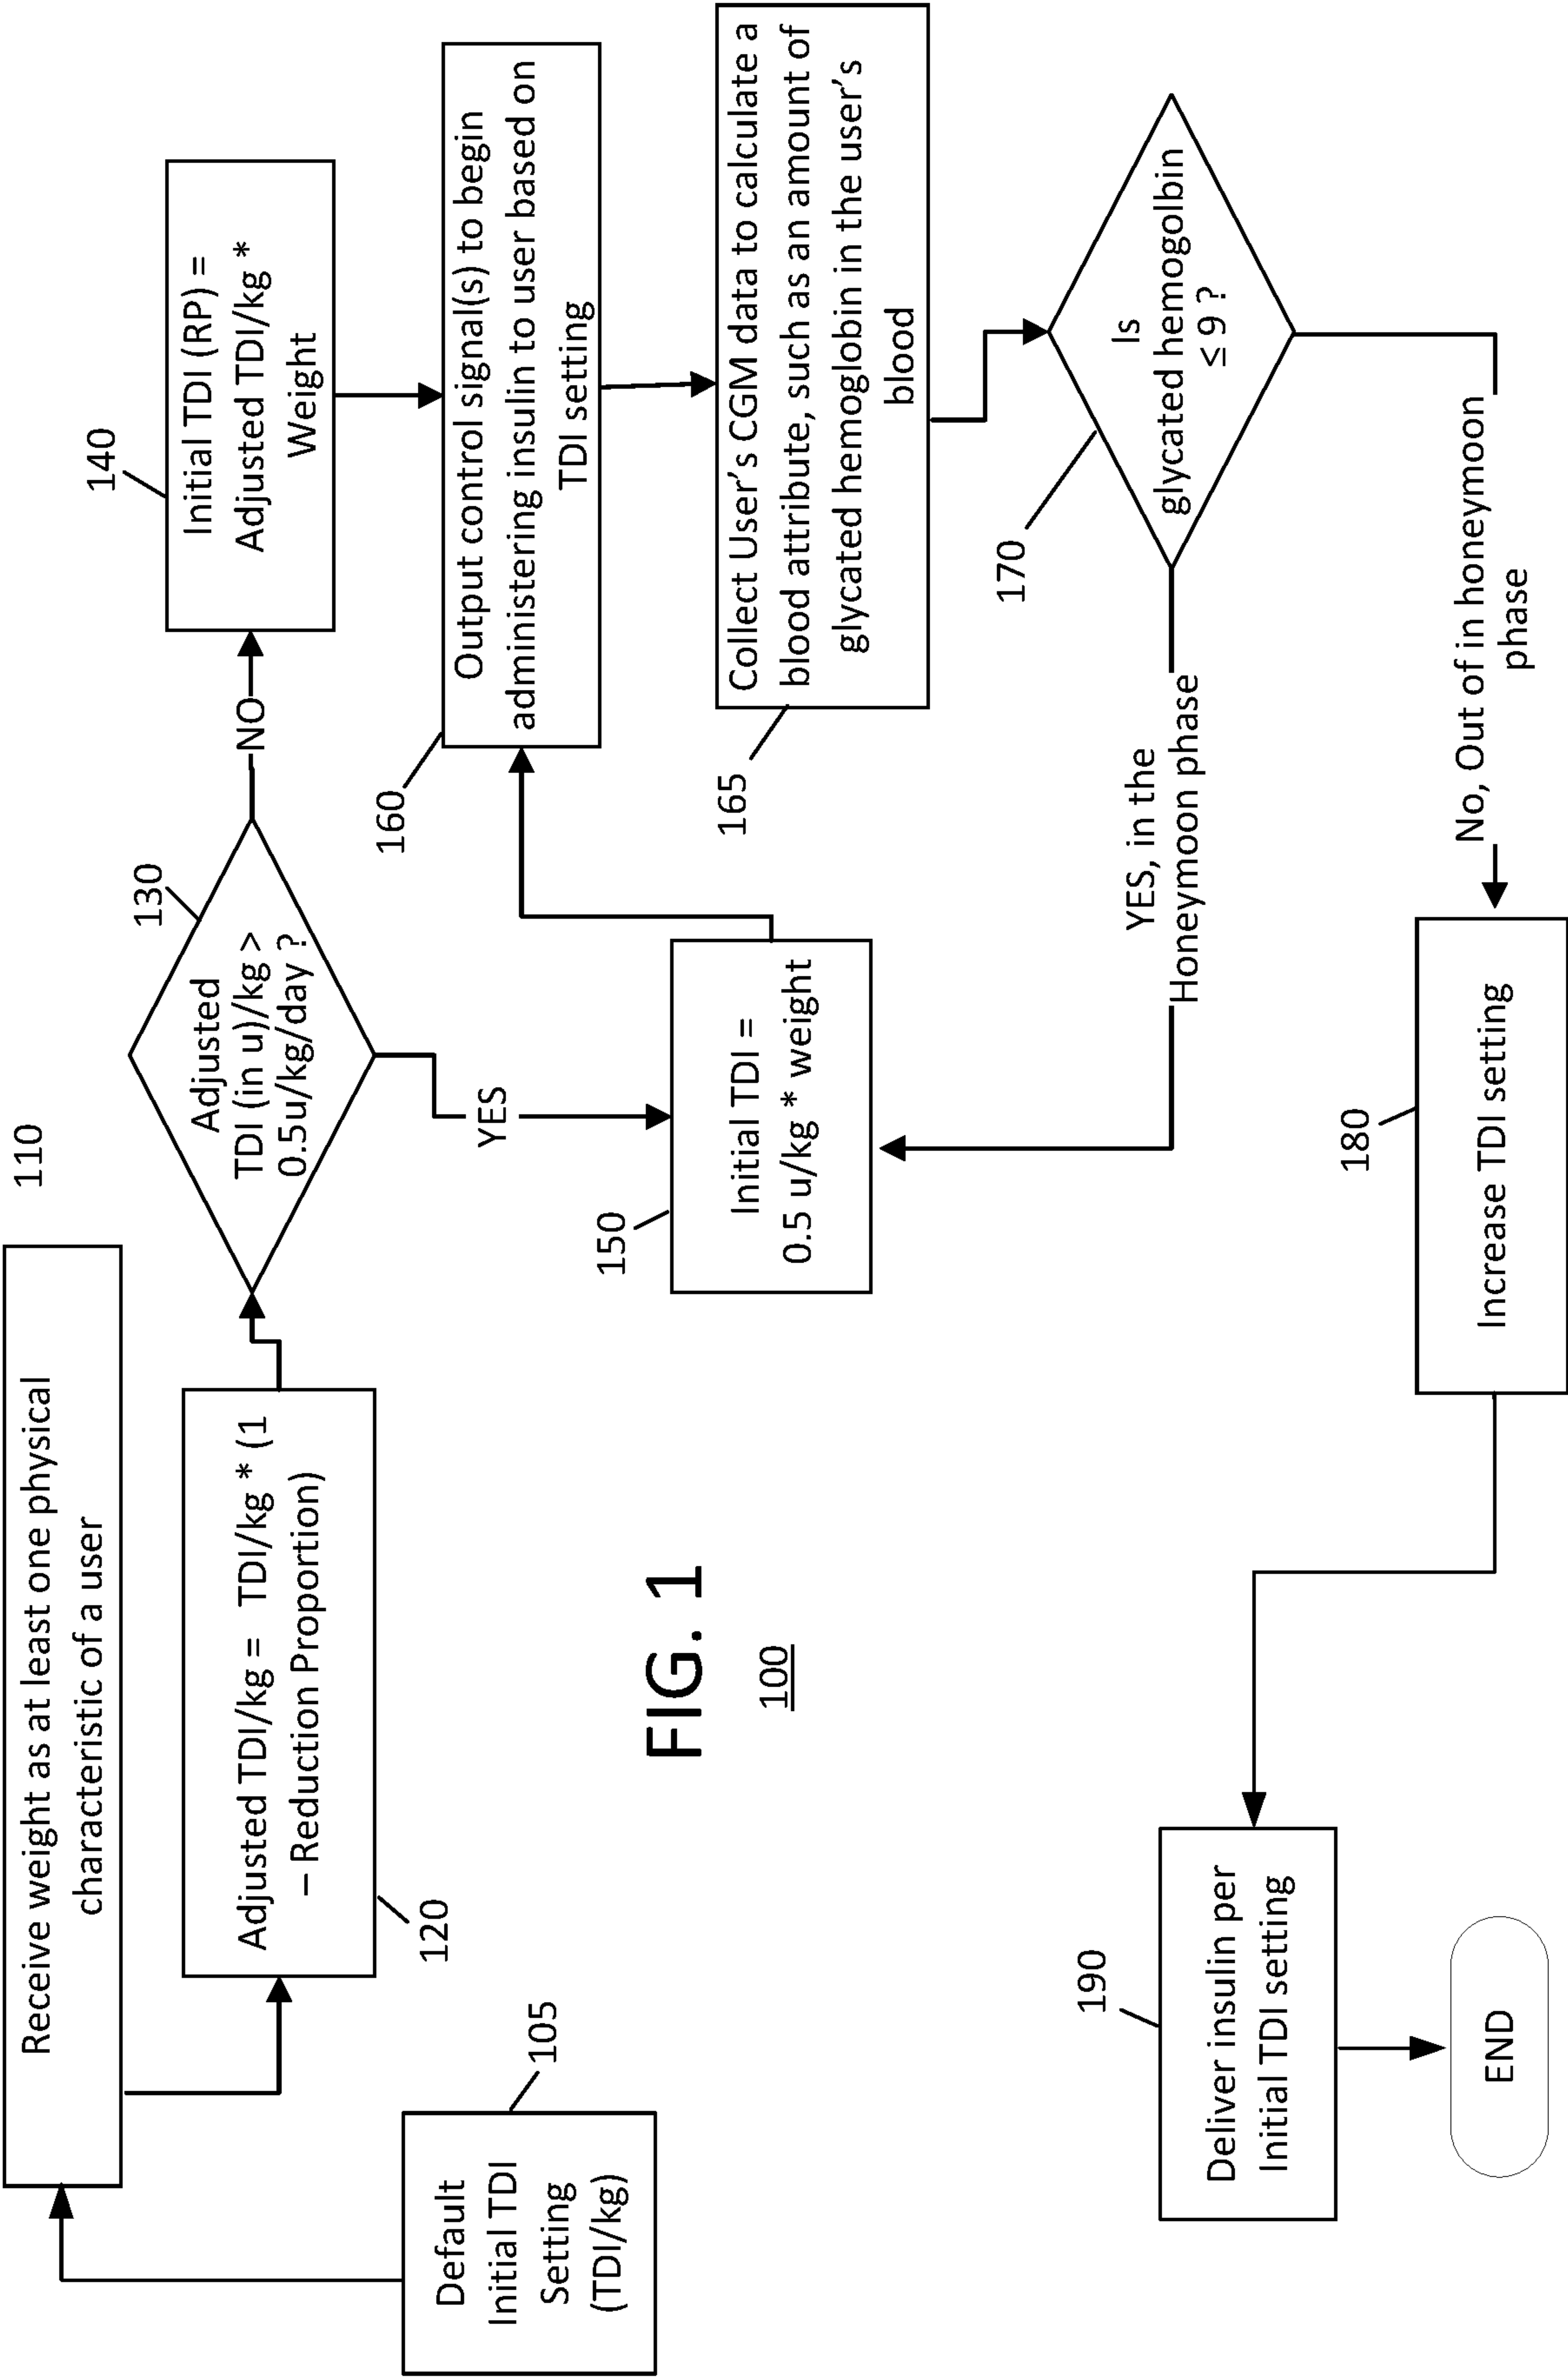 110
Receive weight as at least one physical
characteristic of a user
Default
Initial TDI
Setting
(TDI/kg)
105
Adjusted TDI/kg =  TDI/kg * (1
– Reduction Proportion)
120
Adjusted
TDI (in u)/kg >
0.5u/kg/day ?
130
NO
YES
140
Initial TDI (RP) =
Adjusted TDI/kg *
Weight
150
Initial TDI =
0.5 u/kg * weight
160
Output control signal(s) to begin
administering insulin to user based on
TDI setting
165
Collect User's CGM data to calculate a
blood attribute, such as an amount of
glycated hemoglobin in the user's
blood
170
Is
glycated hemogolbin
≤ 9 ?
YES, in the
Honeymoon phase
No, Out of in honeymoon
phase
180
Increase TDI setting
190
Deliver insulin per
Initial TDI setting
END
FIG. 1
100